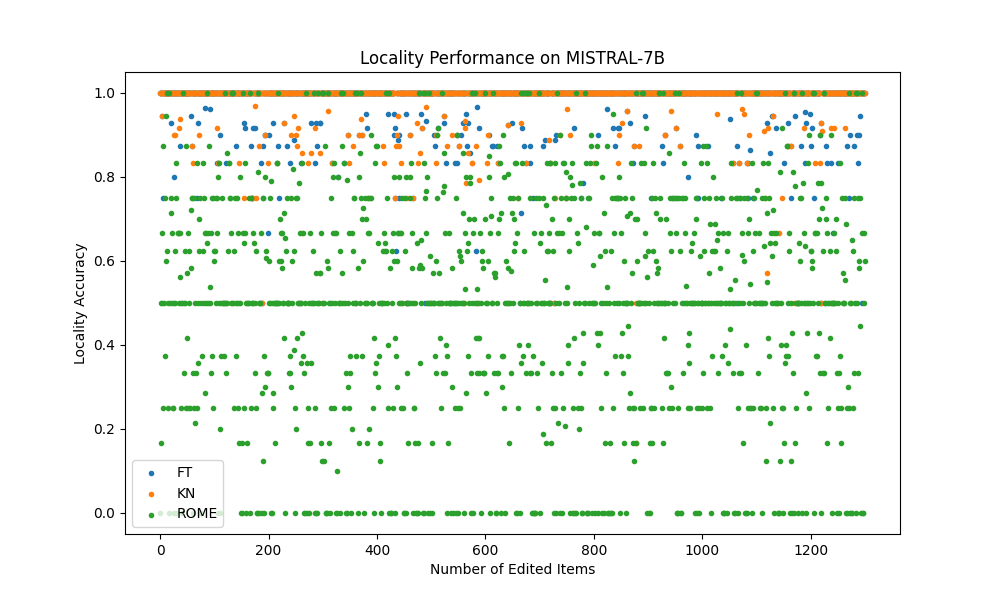 Locality Performance on MISTRAL-7B
Locality Accuracy
1.0
0.8
0.6
0.4
0.2
0.0
FT
KN
ROME
0 200 400 600 800 1000 1200
Number of Edited Items